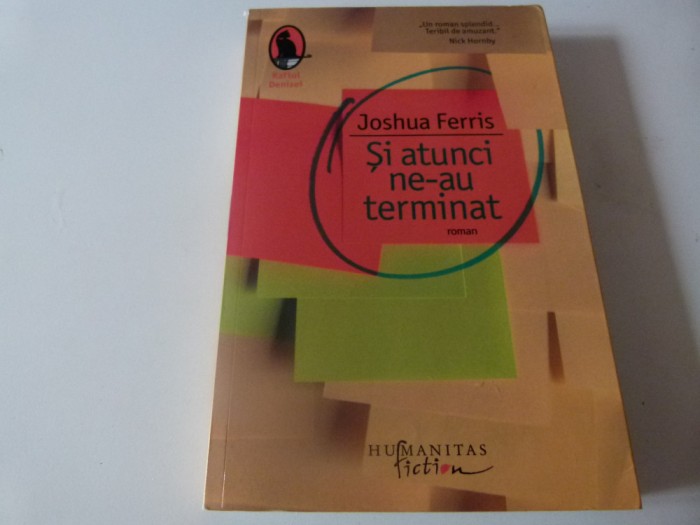 „Un roman splendid...
Teribil de amuzant.”
Nick Hornby
Raftul
Denisei
Joshua Ferris
Și atunci
ne-au
terminat
roman
HUMANITAS
fiction